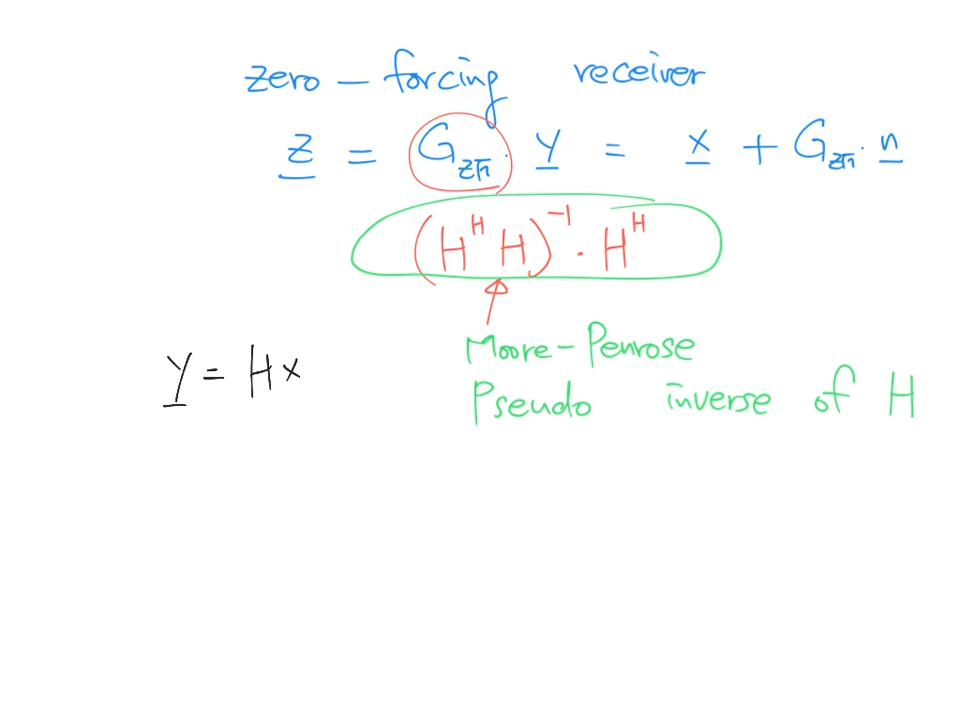 zero - forcing receiver
z = G_ZF · y = x + G_ZF · n
(H^H H)^-1 · H^H
Moore-Penrose
Pseudo inverse of H
y = Hx